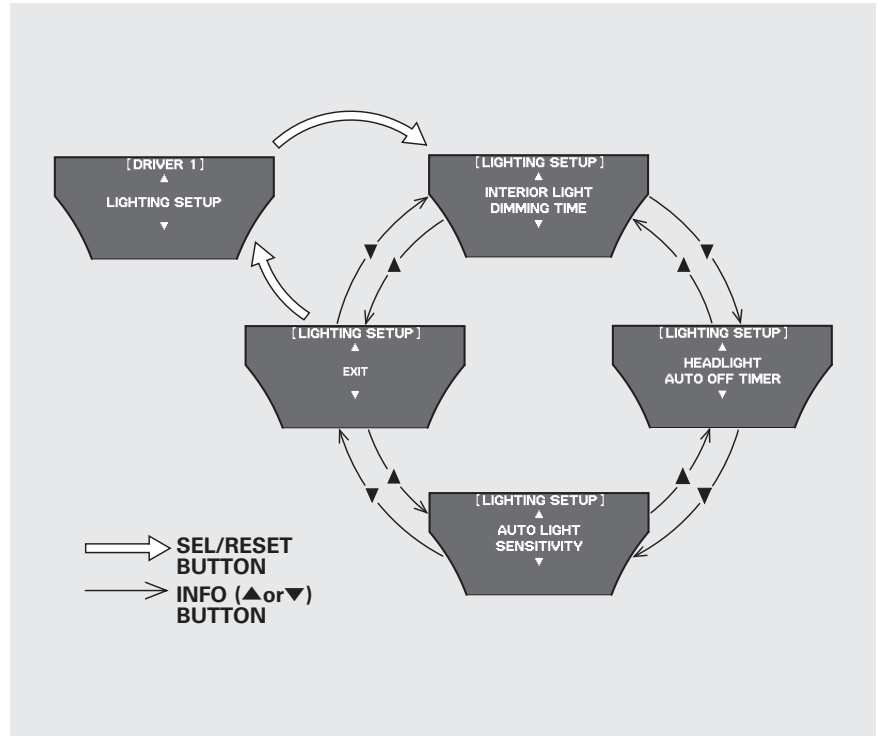 [DRIVER 1]
▲
LIGHTING SETUP
▼
[LIGHTING SETUP]
▲
INTERIOR LIGHT
DIMMING TIME
▼
▼
▲
▲
▼
[LIGHTING SETUP]
▲
EXIT
▼
[LIGHTING SETUP]
▲
HEADLIGHT
AUTO OFF TIMER
▼
▲
▼
▲
▼
[LIGHTING SETUP]
▲
AUTO LIGHT
SENSITIVITY
▼
SEL/RESET
BUTTON
INFO (▲or▼)
BUTTON